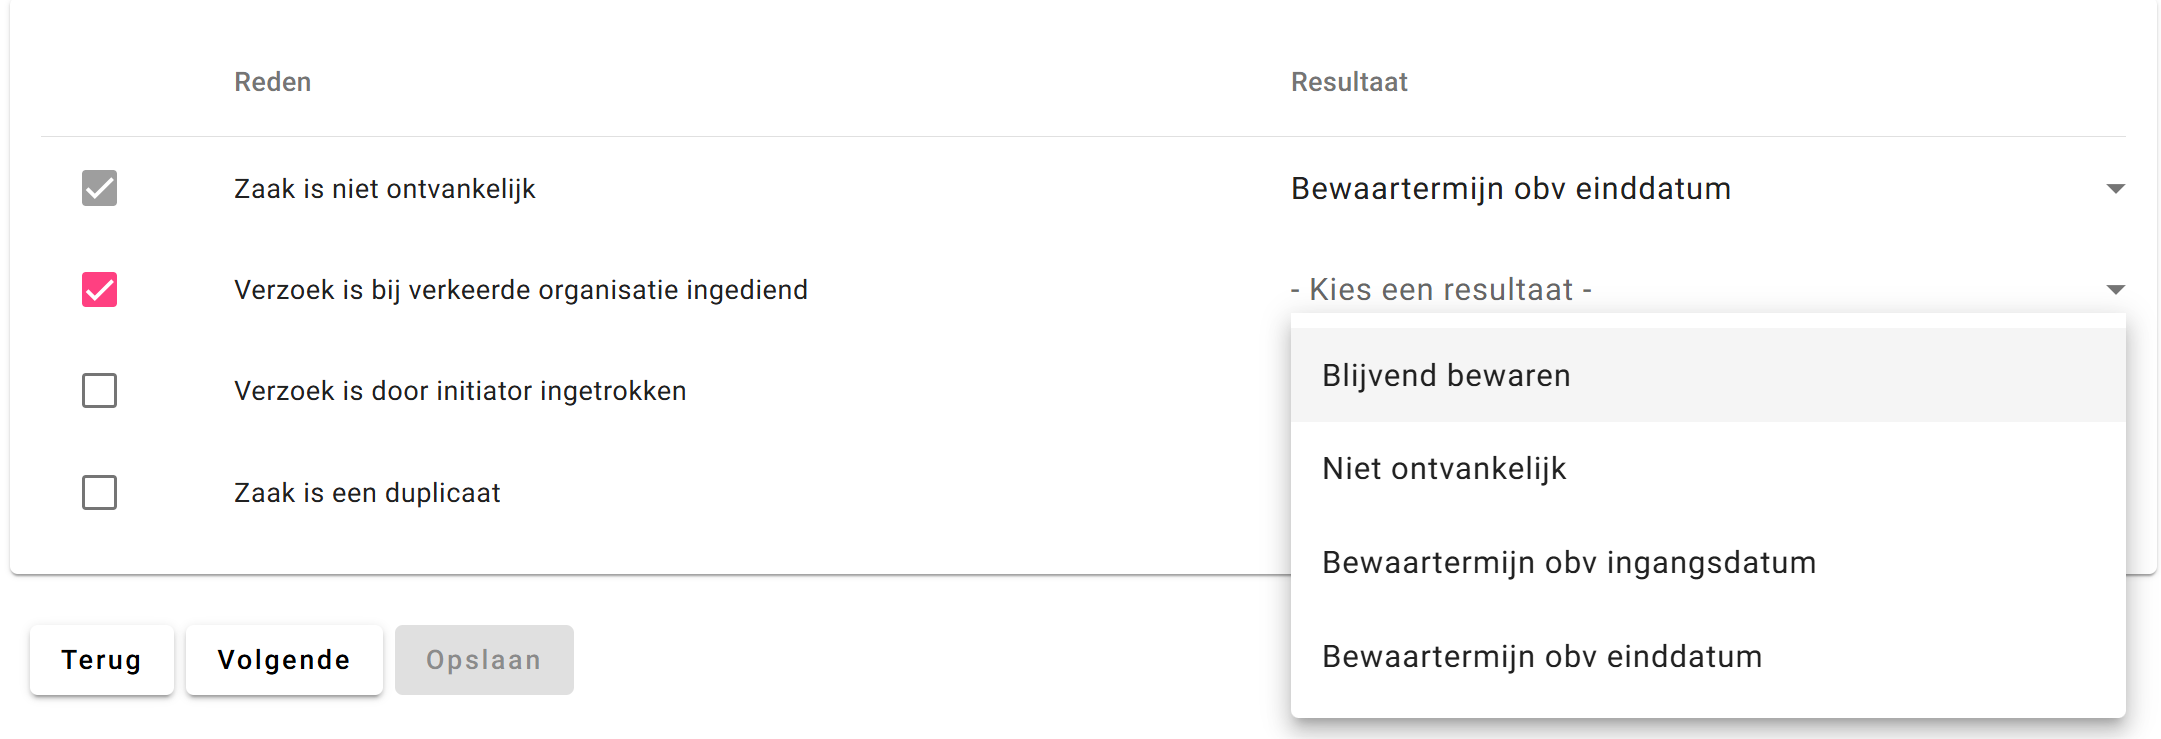 Reden Resultaat
Zaak is niet ontvankelijk Bewaartermijn obv einddatum
Verzoek is bij verkeerde organisatie ingediend - Kies een resultaat -
Blijvend bewaren
Verzoek is door initiator ingetrokken
Niet ontvankelijk
Zaak is een duplicaat
Bewaartermijn obv ingangsdatum
Bewaartermijn obv einddatum
Terug Volgende Opslaan